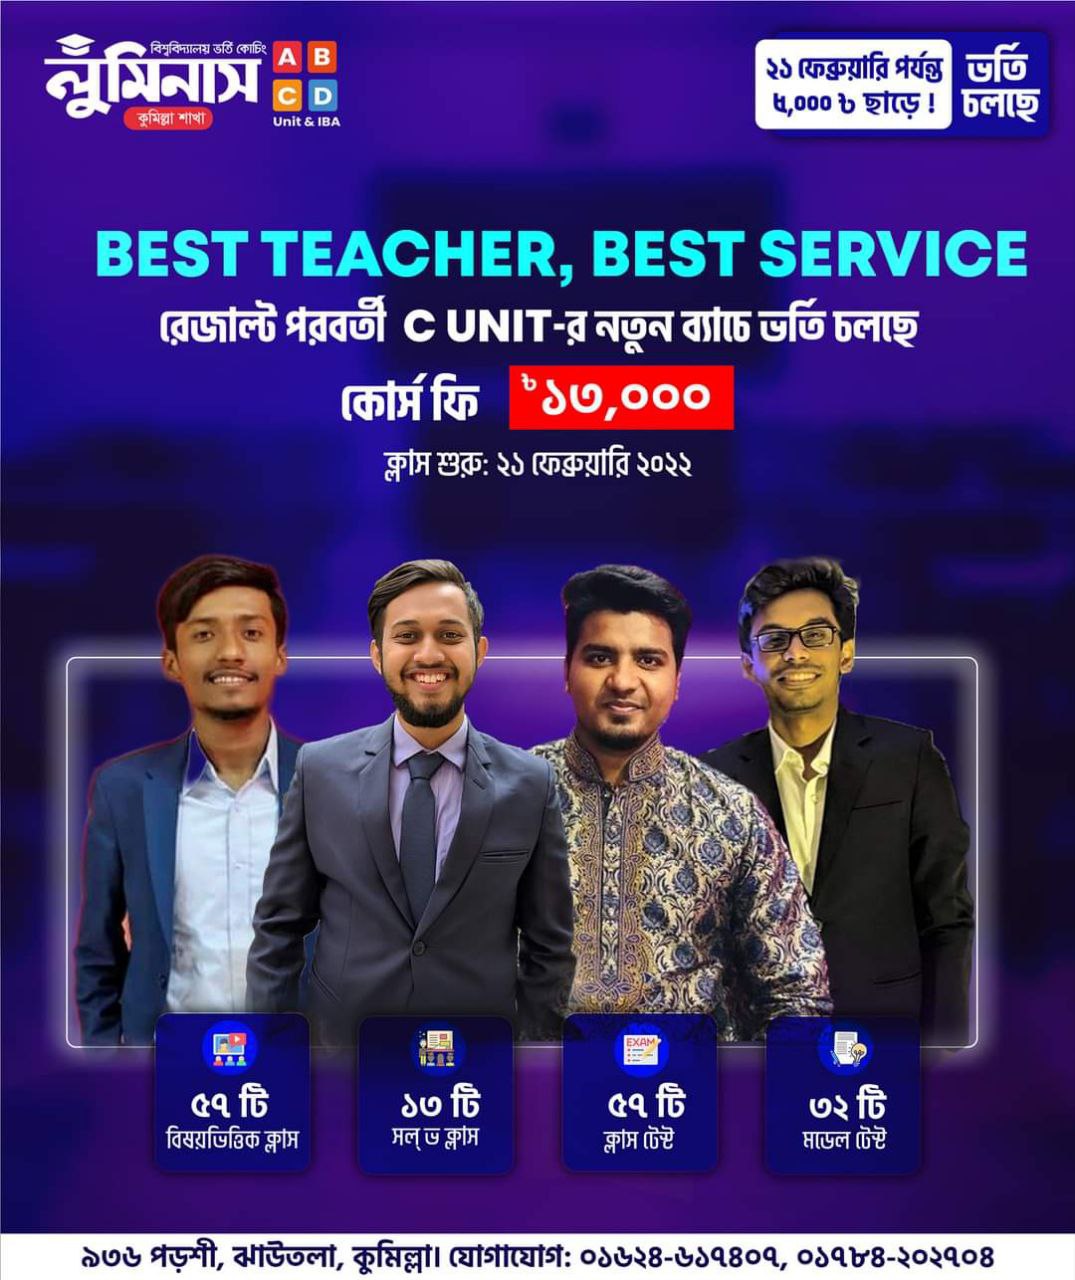 বিশ্ববিদ্যালয় ভর্তি কোচিং
লুমিনাস
কুমিল্লা শাখা
A B
C D
Unit & IBA
২১ ফেব্রুয়ারি পর্যন্ত
৫,০০০ ৳ ছাড়ে !
ভর্তি
চলছে
BEST TEACHER, BEST SERVICE
রেজাল্ট পরবর্তী C UNIT-র নতুন ব্যাচে ভর্তি চলছে
কোর্স ফি ৳১৩,০০০
ক্লাস শুরু: ২১ ফেব্রুয়ারি ২০২২
৫৭ টি
বিষয়ভিত্তিক ক্লাস
১৩ টি
সল্ ভ ক্লাস
EXAM
৫৭ টি
ক্লাস টেস্ট
৩২ টি
মডেল টেস্ট
৯৩৬ পড়শী, ঝাউতলা, কুমিল্লা। যোগাযোগ: ০১৬২৪-৬১৭৪০৭, ০১৭৮৪-২০২৭০৪